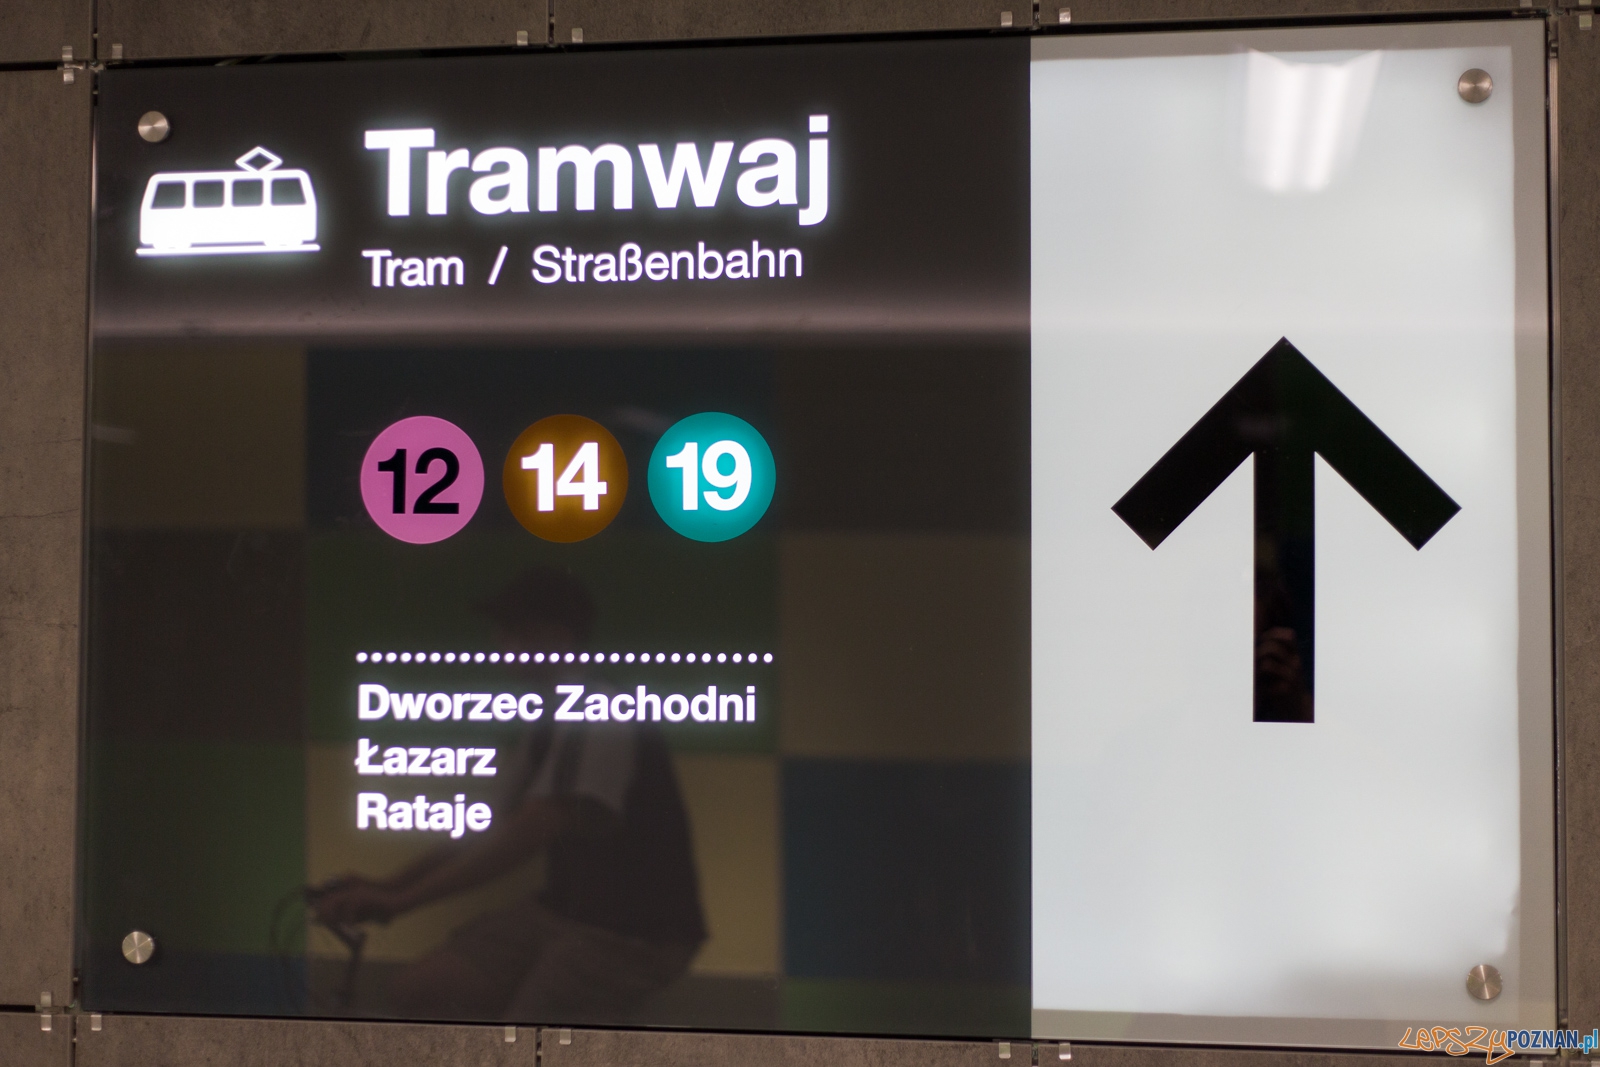 Tramwaj
Tram / Straßenbahn
12 14 19
Dworzec Zachodni
Łazarz
Rataje
LEPSZYPOZNAN.pl